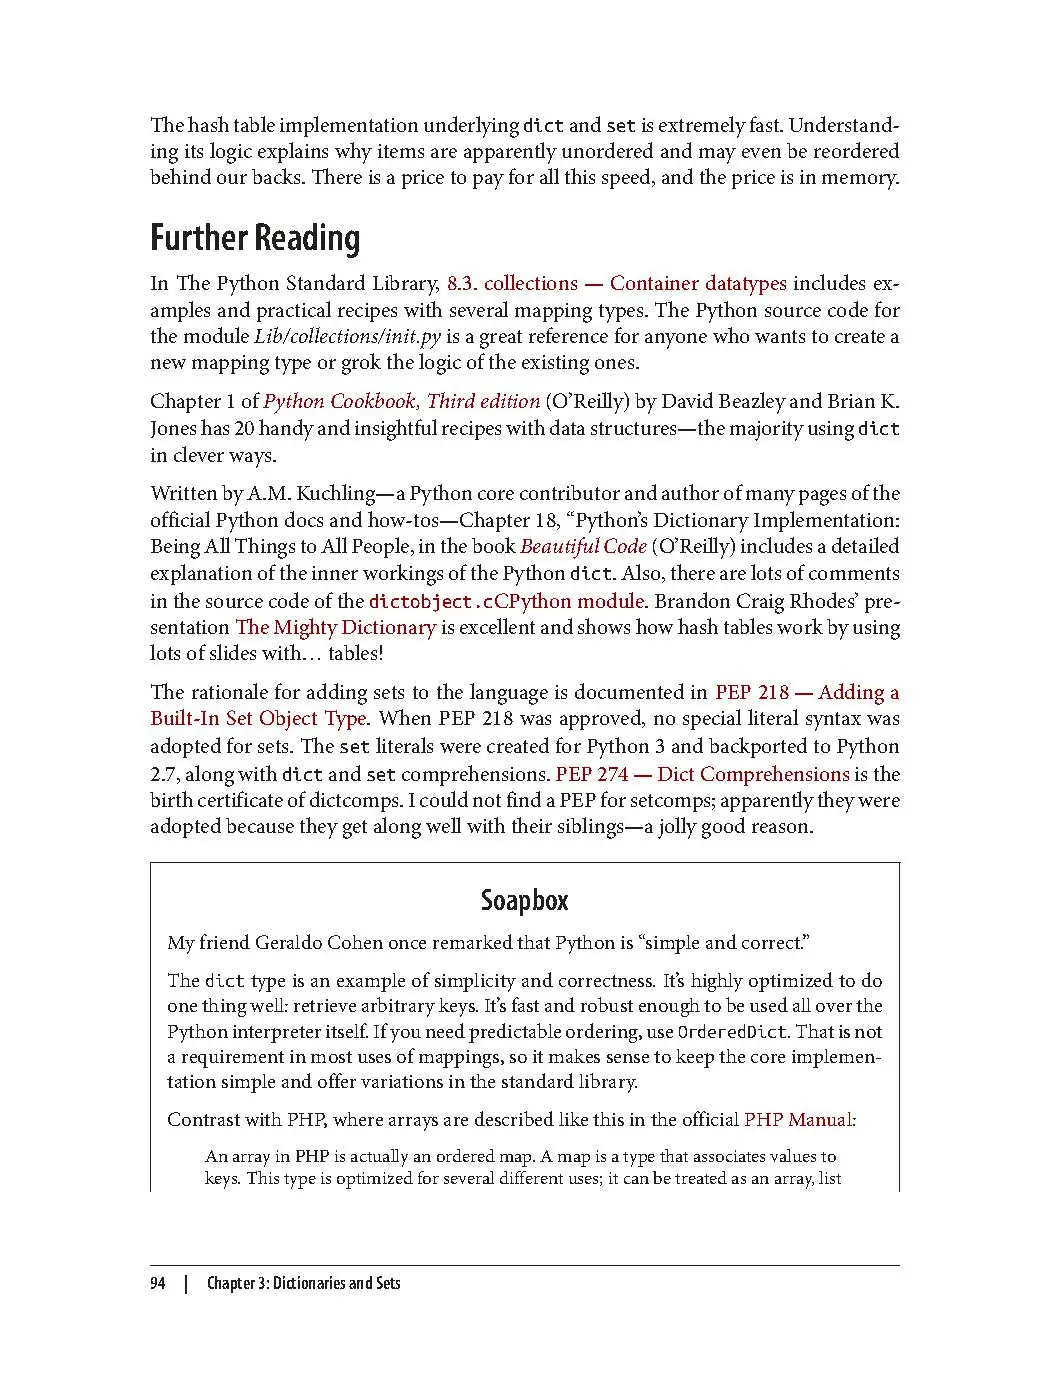 The hash table implementation underlying dict and set is extremely fast. Understand-
ing its logic explains why items are apparently unordered and may even be reordered
behind our backs. There is a price to pay for all this speed, and the price is in memory.
Further Reading
In The Python Standard Library, 8.3. collections — Container datatypes includes ex-
amples and practical recipes with several mapping types. The Python source code for
the module Lib/collections/init.py is a great reference for anyone who wants to create a
new mapping type or grok the logic of the existing ones.
Chapter 1 of Python Cookbook, Third edition (O’Reilly) by David Beazley and Brian K.
Jones has 20 handy and insightful recipes with data structures—the majority using dict
in clever ways.
Written by A.M. Kuchling—a Python core contributor and author of many pages of the
official Python docs and how-tos—Chapter 18, “Python’s Dictionary Implementation:
Being All Things to All People, in the book Beautiful Code (O’Reilly) includes a detailed
explanation of the inner workings of the Python dict. Also, there are lots of comments
in the source code of the dictobject.cCPython module. Brandon Craig Rhodes’ pre-
sentation The Mighty Dictionary is excellent and shows how hash tables work by using
lots of slides with… tables!
The rationale for adding sets to the language is documented in PEP 218 — Adding a
Built-In Set Object Type. When PEP 218 was approved, no special literal syntax was
adopted for sets. The set literals were created for Python 3 and backported to Python
2.7, along with dict and set comprehensions. PEP 274 — Dict Comprehensions is the
birth certificate of dictcomps. I could not find a PEP for setcomps; apparently they were
adopted because they get along well with their siblings—a jolly good reason.
Soapbox
My friend Geraldo Cohen once remarked that Python is “simple and correct.”
The dict type is an example of simplicity and correctness. It’s highly optimized to do
one thing well: retrieve arbitrary keys. It’s fast and robust enough to be used all over the
Python interpreter itself. If you need predictable ordering, use OrderedDict. That is not
a requirement in most uses of mappings, so it makes sense to keep the core implemen-
tation simple and offer variations in the standard library.
Contrast with PHP, where arrays are described like this in the official PHP Manual:
An array in PHP is actually an ordered map. A map is a type that associates values to
keys. This type is optimized for several different uses; it can be treated as an array, list
94 | Chapter 3: Dictionaries and Sets